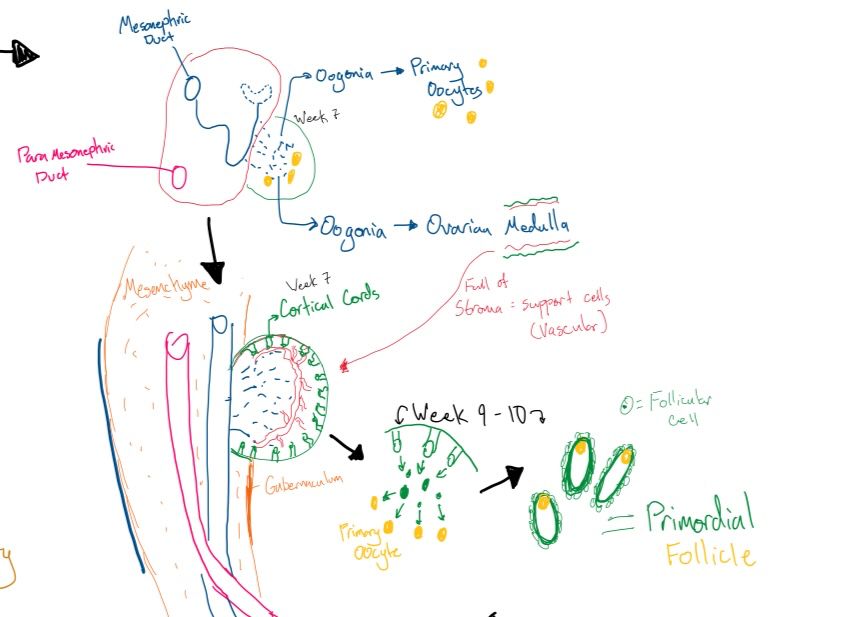 Mesonephric
Duct
Oogonia → Primary
Oocytes
Week 7
Para Mesonephric
Duct
Oogonia → Ovarian Medulla
Full of
Stroma = support cells
(Vascular)
Mesenchyme
Week 7
Cortical Cords
Week 9-10
= Follicular
Cell
Gubernaculum
Primary
Oocyte
= Primordial
Follicle
y